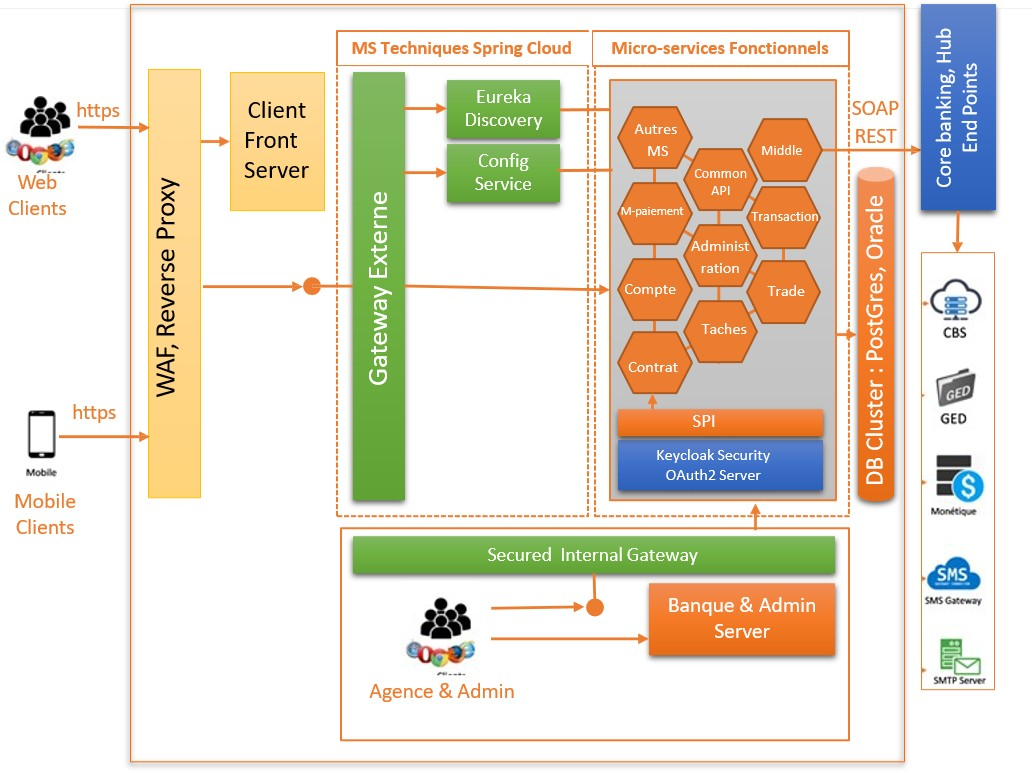 https
Web
Clients
https
Mobile
Mobile
Clients
WAF, Reverse Proxy
Client
Front
Server
MS Techniques Spring Cloud
Gateway Externe
Eureka
Discovery
Config
Service
Micro-services Fonctionnels
Autres
MS
Middle
Common
API
M-paiement
Transaction
Administ
ration
Compte
Trade
Taches
Contrat
SPI
Keycloak Security
OAuth2 Server
SOAP
REST
DB Cluster : PostGres, Oracle
Core banking, Hub
End Points
CBS
GED
GED
Monétique
SMS
SMS Gateway
SMTP Server
Secured Internal Gateway
Banque & Admin
Server
Agence & Admin